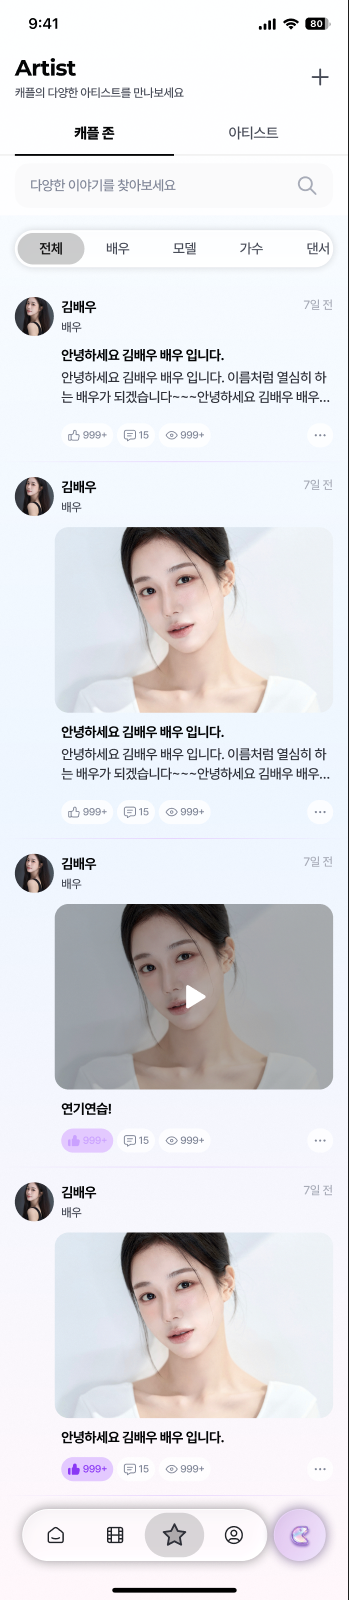 9:41
80
Artist
캐플의 다양한 아티스트를 만나보세요
캐플 존
아티스트
다양한 이야기를 찾아보세요
전체 배우 모델 가수 댄서
김배우
7일 전
배우
안녕하세요 김배우 배우 입니다.
안녕하세요 김배우 배우 입니다. 이름처럼 열심히 하
는 배우가 되겠습니다~~~안녕하세요 김배우 배우...
999+ 15 999+
김배우
7일 전
배우
안녕하세요 김배우 배우 입니다.
안녕하세요 김배우 배우 입니다. 이름처럼 열심히 하
는 배우가 되겠습니다~~~안녕하세요 김배우 배우...
999+ 15 999+
김배우
7일 전
배우
연기연습!
999+ 15 999+
김배우
7일 전
배우
안녕하세요 김배우 배우 입니다.
999+ 15 999+